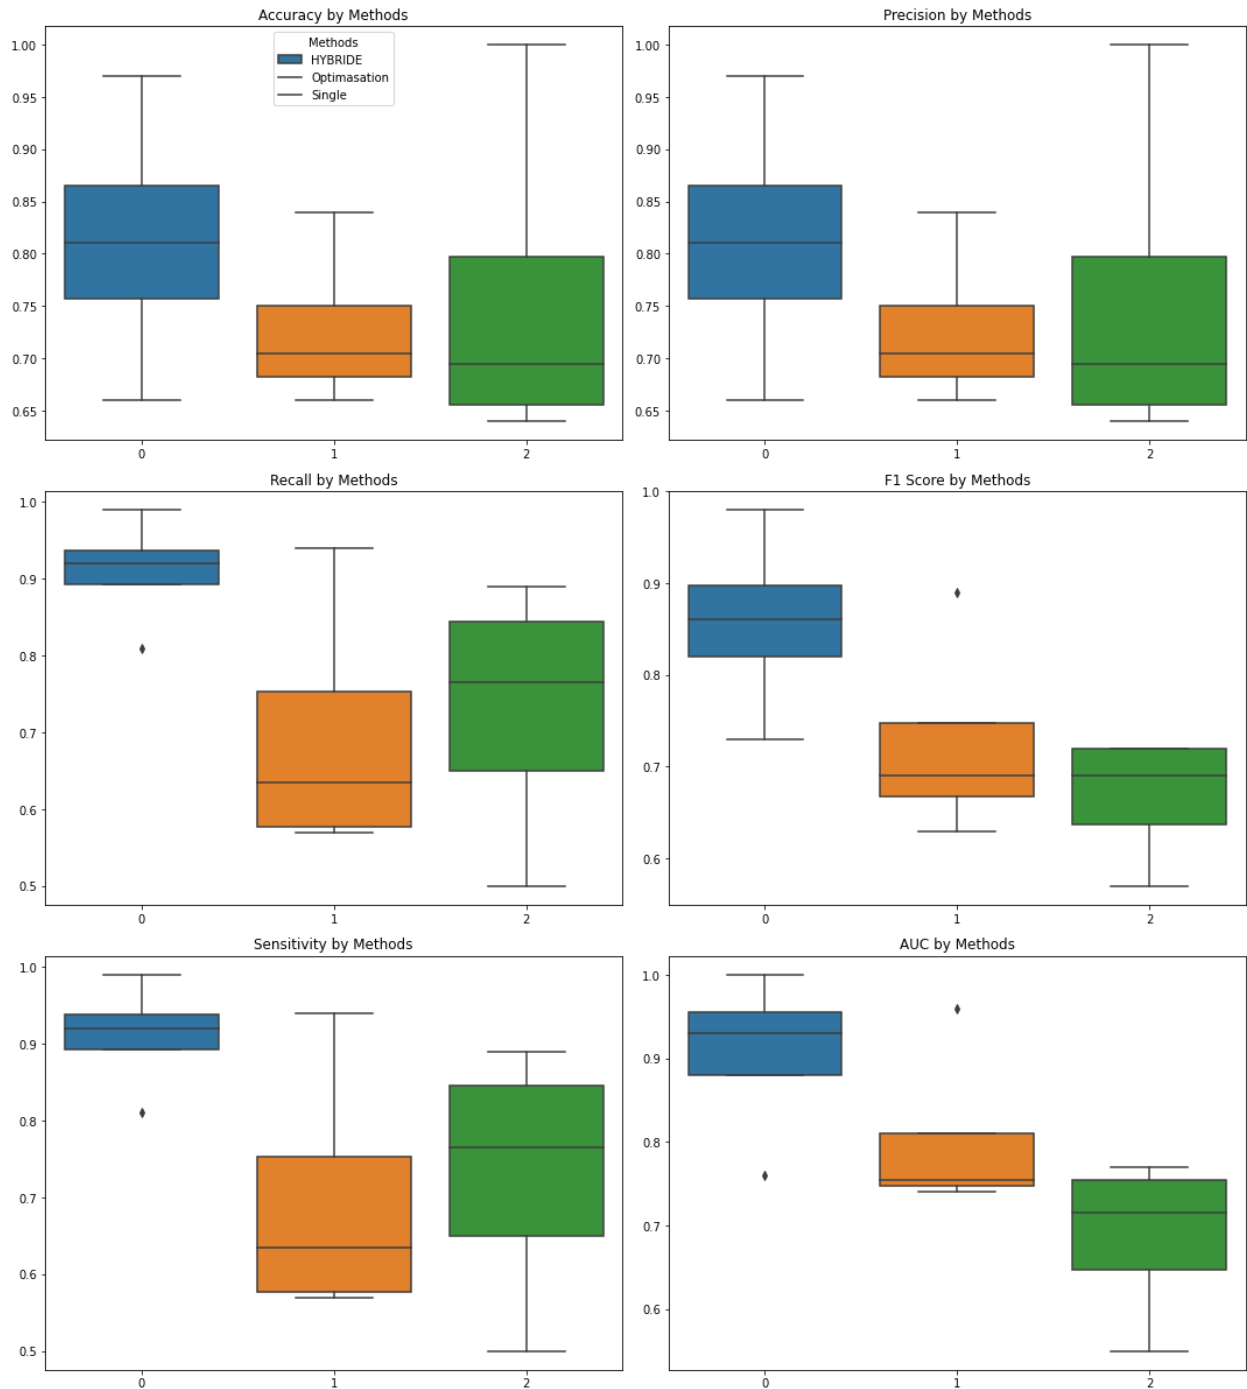 Accuracy by Methods
Precision by Methods
Methods
HYBRIDE
Optimasation
Single
1.00
0.95
0.90
0.85
0.80
0.75
0.70
0.65
0 1 2
1.00
0.95
0.90
0.85
0.80
0.75
0.70
0.65
0 1 2
Recall by Methods
F1 Score by Methods
1.0
0.9
0.8
0.7
0.6
0.5
0 1 2
1.0
0.9
0.8
0.7
0.6
0 1 2
Sensitivity by Methods
AUC by Methods
1.0
0.9
0.8
0.7
0.6
0.5
0 1 2
1.0
0.9
0.8
0.7
0.6
0 1 2